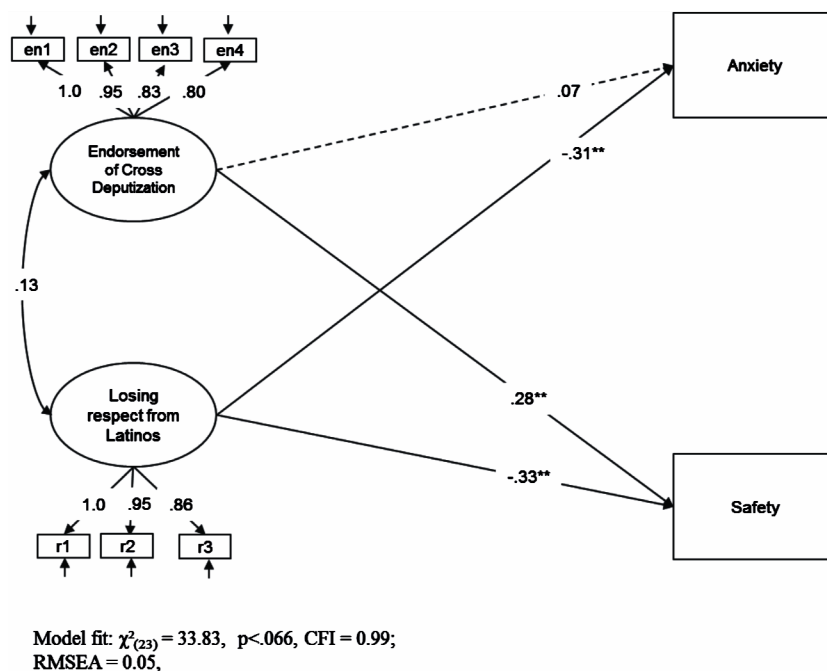 en1 en2 en3 en4
1.0 .95 .83 .80
Endorsement
of Cross
Deputization
Anxiety
.07
-.31**
.13
Losing
respect from
Latinos
.28**
-.33**
Safety
1.0 .95 .86
r1 r2 r3
Model fit: χ²(23) = 33.83, p<.066, CFI = 0.99;
RMSEA = 0.05,